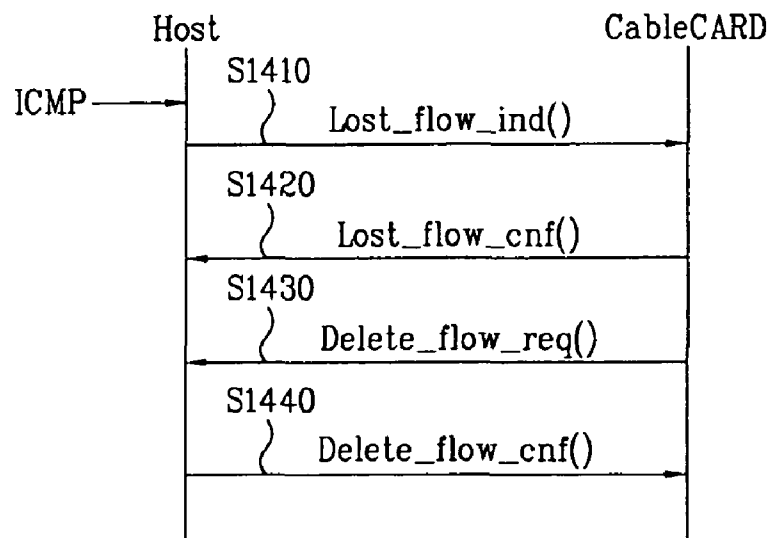 Host
CableCARD
S1410
ICMP
Lost_flow_ind()
S1420
Lost_flow_cnf()
S1430
Delete_flow_req()
S1440
Delete_flow_cnf()